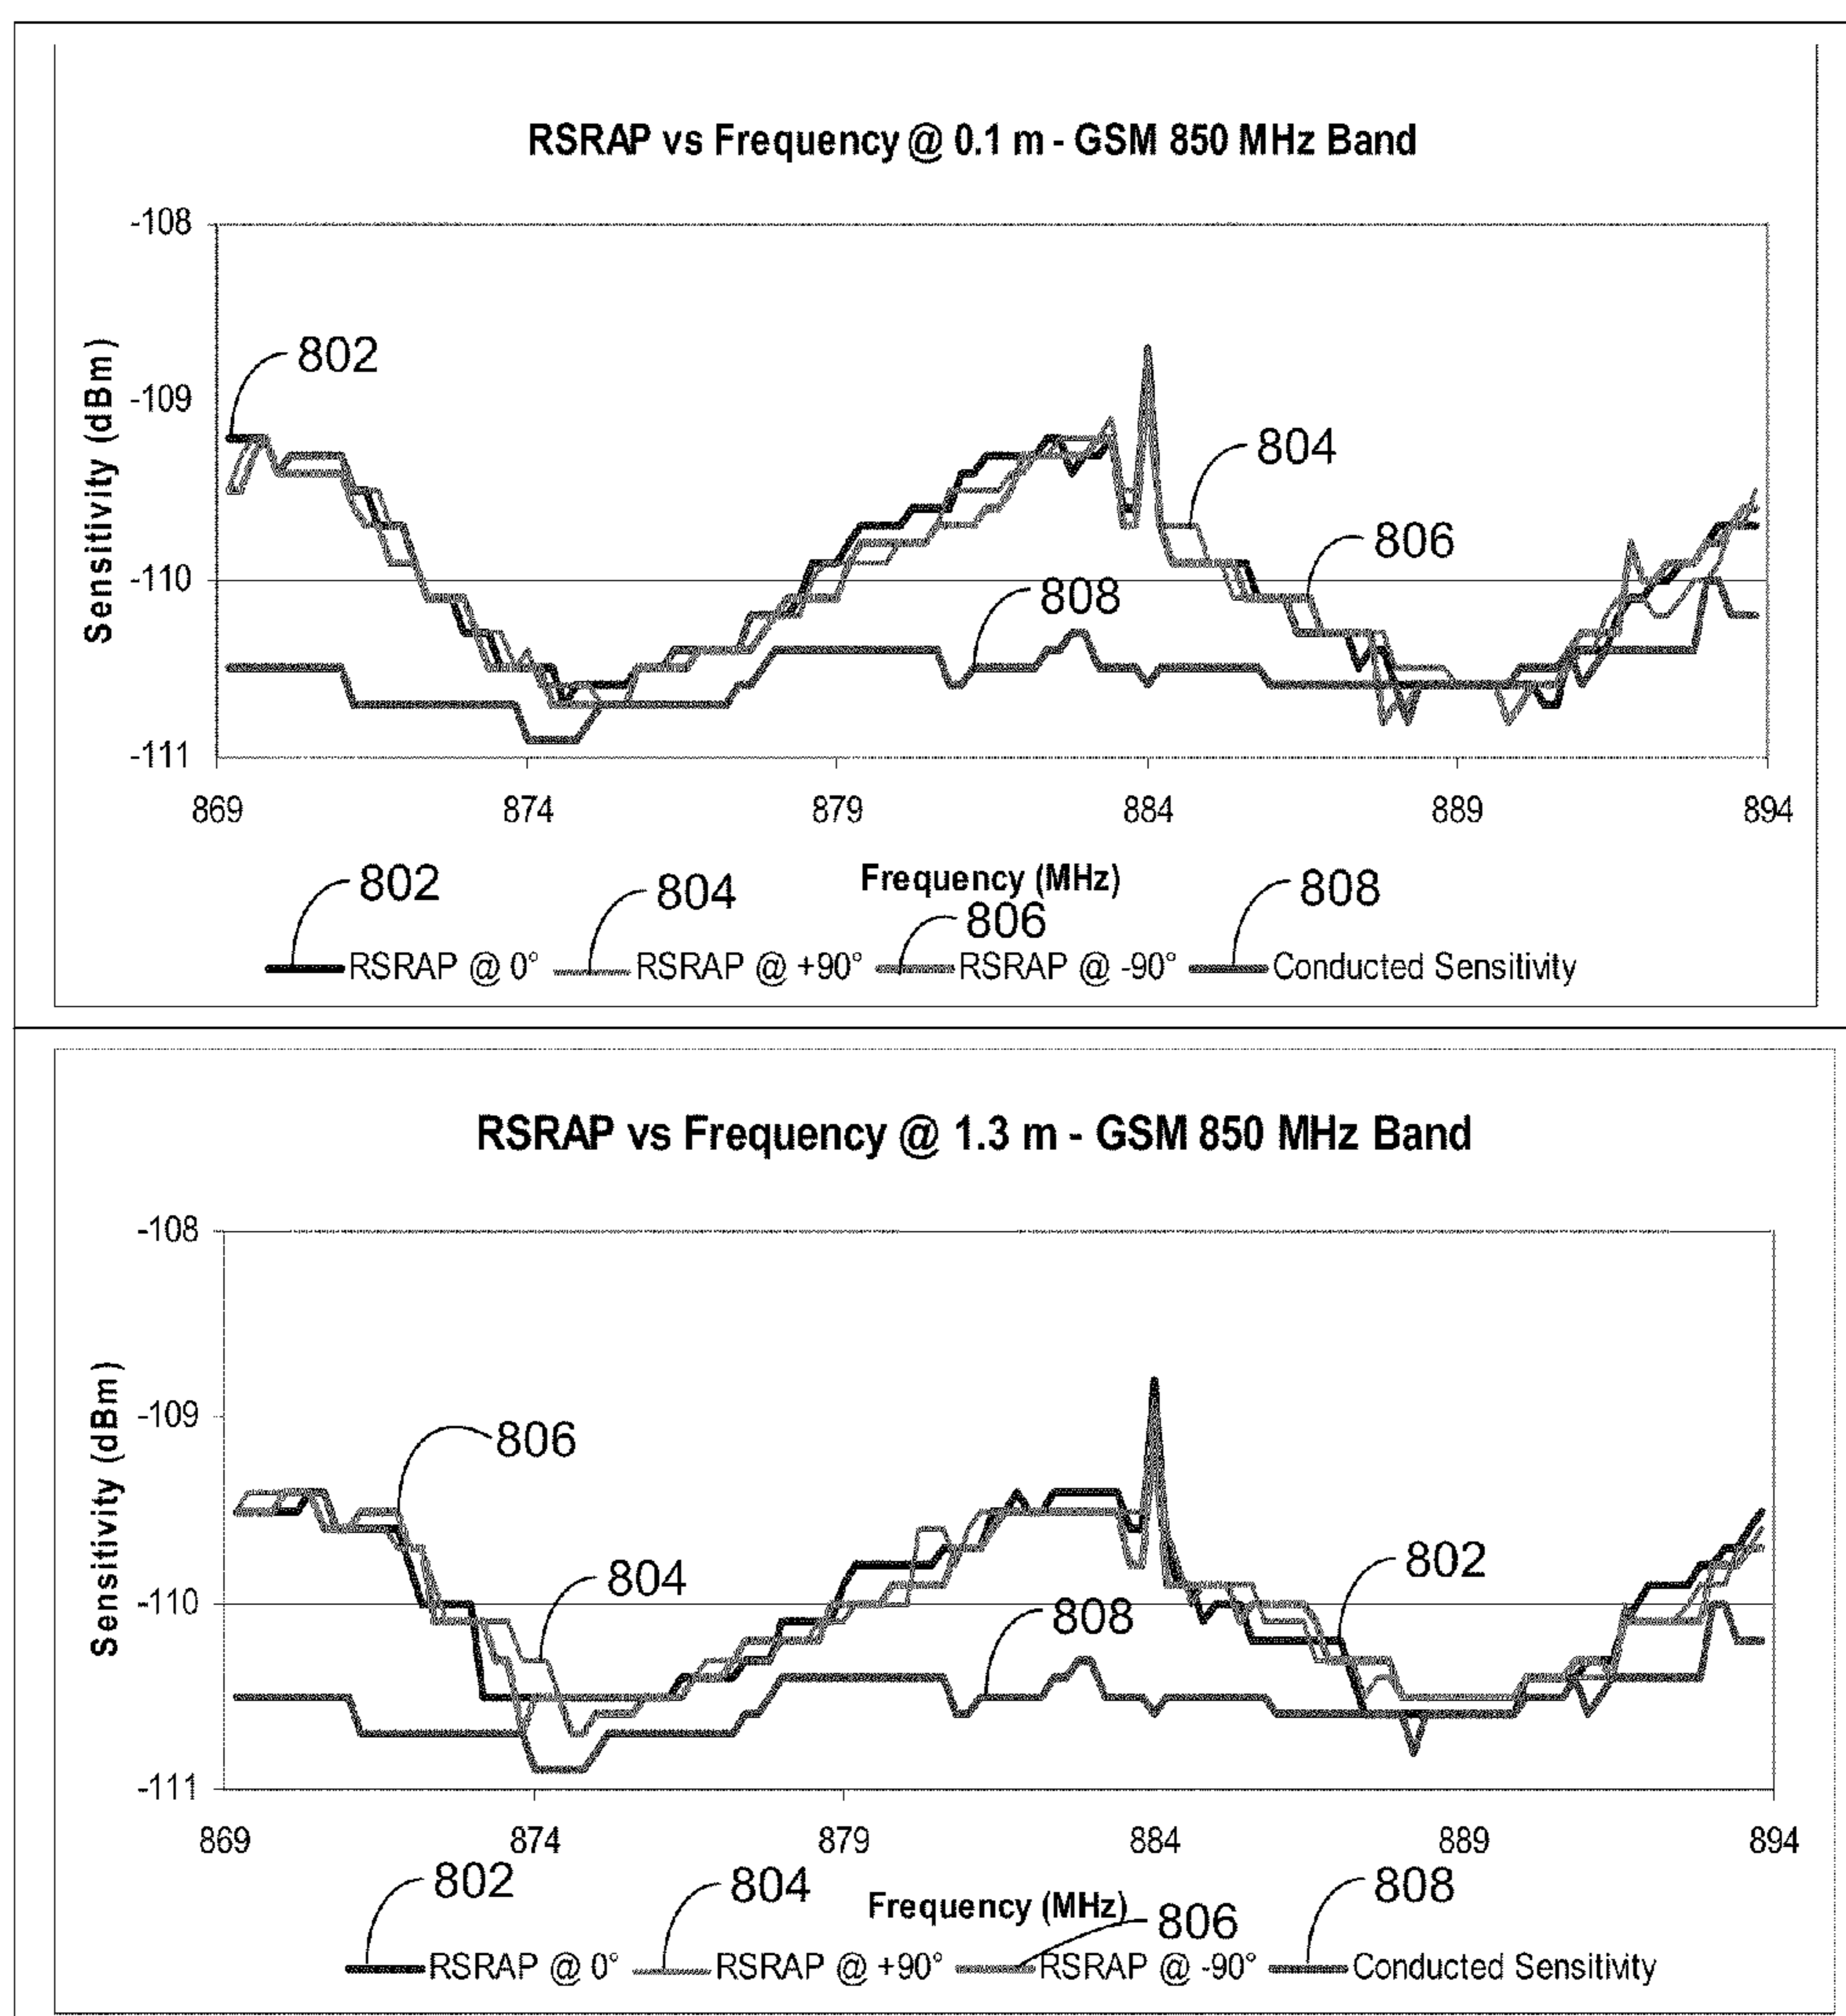 RSRAP vs Frequency @ 0.1 m - GSM 850 MHz Band
Sensitivity (dBm)
-108
-109
-110
-111
802
804
806
808
869 874 879 884 889 894
Frequency (MHz)
802 804 806 808
RSRAP @ 0° RSRAP @ +90° RSRAP @ -90° Conducted Sensitivity
RSRAP vs Frequency @ 1.3 m - GSM 850 MHz Band
Sensitivity (dBm)
-108
-109
-110
-111
806
804
802
808
869 874 879 884 889 894
Frequency (MHz)
802 804 806 808
RSRAP @ 0° RSRAP @ +90° RSRAP @ -90° Conducted Sensitivity